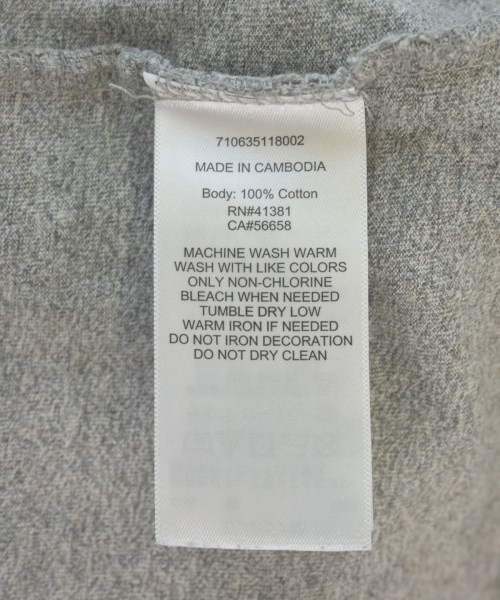 710635118002
MADE IN CAMBODIA
Body: 100% Cotton
RN#41381
CA#56658
MACHINE WASH WARM
WASH WITH LIKE COLORS
ONLY NON-CHLORINE
BLEACH WHEN NEEDED
TUMBLE DRY LOW
WARM IRON IF NEEDED
DO NOT IRON DECORATION
DO NOT DRY CLEAN